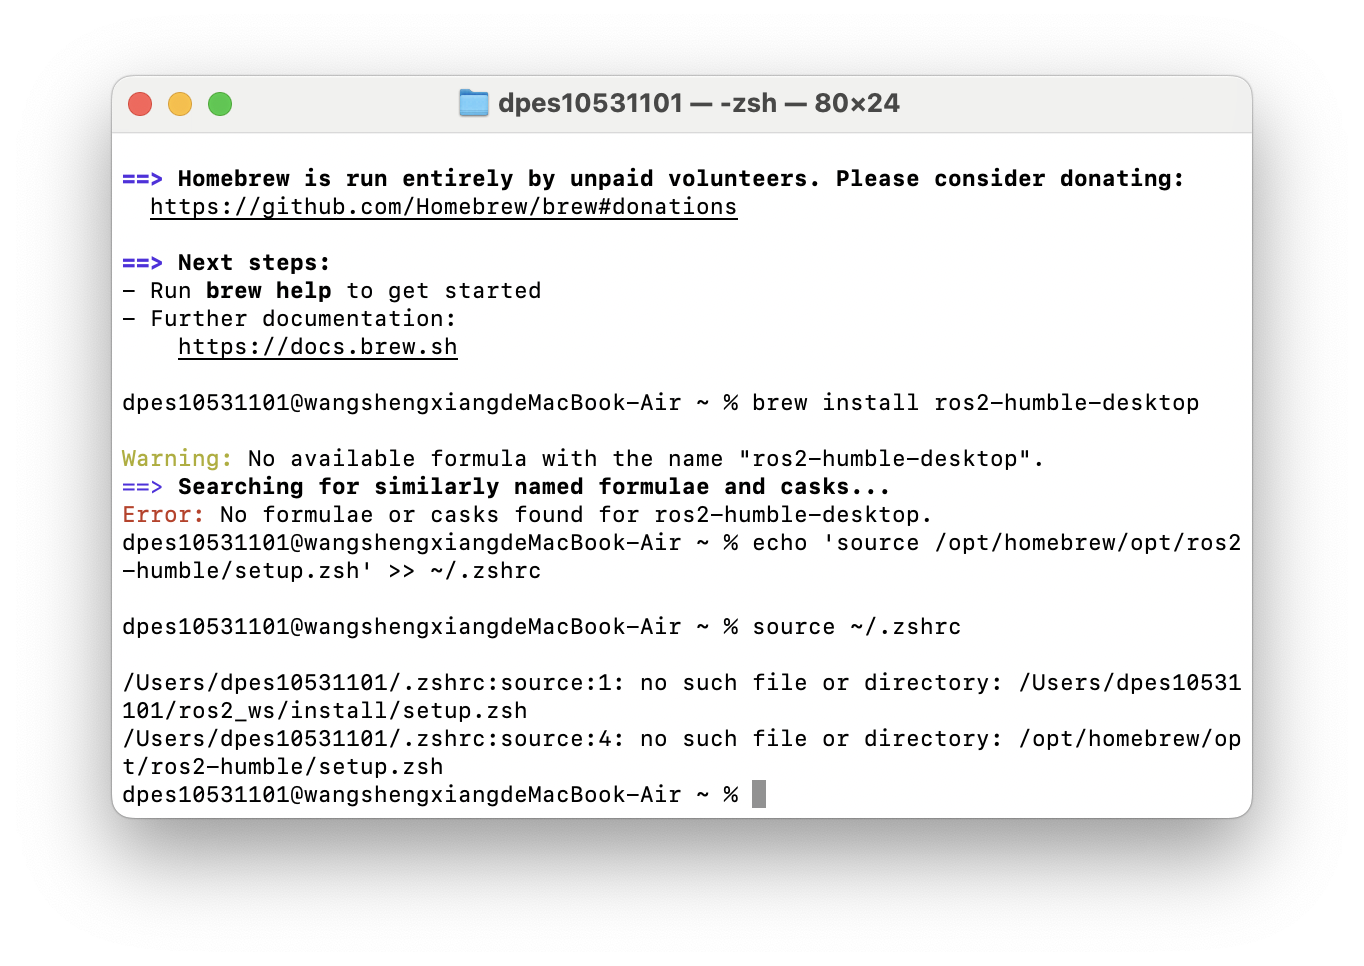 dpes10531101 — -zsh — 80×24
==> Homebrew is run entirely by unpaid volunteers. Please consider donating:
https://github.com/Homebrew/brew#donations
==> Next steps:
- Run brew help to get started
- Further documentation:
https://docs.brew.sh
dpes10531101@wangshengxiangdeMacBook-Air ~ % brew install ros2-humble-desktop
Warning: No available formula with the name "ros2-humble-desktop".
==> Searching for similarly named formulae and casks...
Error: No formulae or casks found for ros2-humble-desktop.
dpes10531101@wangshengxiangdeMacBook-Air ~ % echo 'source /opt/homebrew/opt/ros2
-humble/setup.zsh' >> ~/.zshrc
dpes10531101@wangshengxiangdeMacBook-Air ~ % source ~/.zshrc
/Users/dpes10531101/.zshrc:source:1: no such file or directory: /Users/dpes10531
101/ros2_ws/install/setup.zsh
/Users/dpes10531101/.zshrc:source:4: no such file or directory: /opt/homebrew/op
t/ros2-humble/setup.zsh
dpes10531101@wangshengxiangdeMacBook-Air ~ %